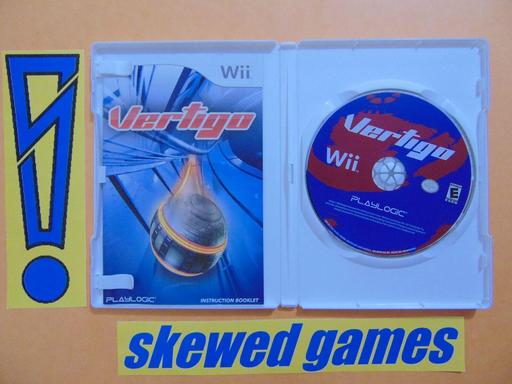 Wii
Vertigo
PLAYLOGIC
INSTRUCTION BOOKLET
Vertigo
Wii
PLAYLOGIC
E
skewed games